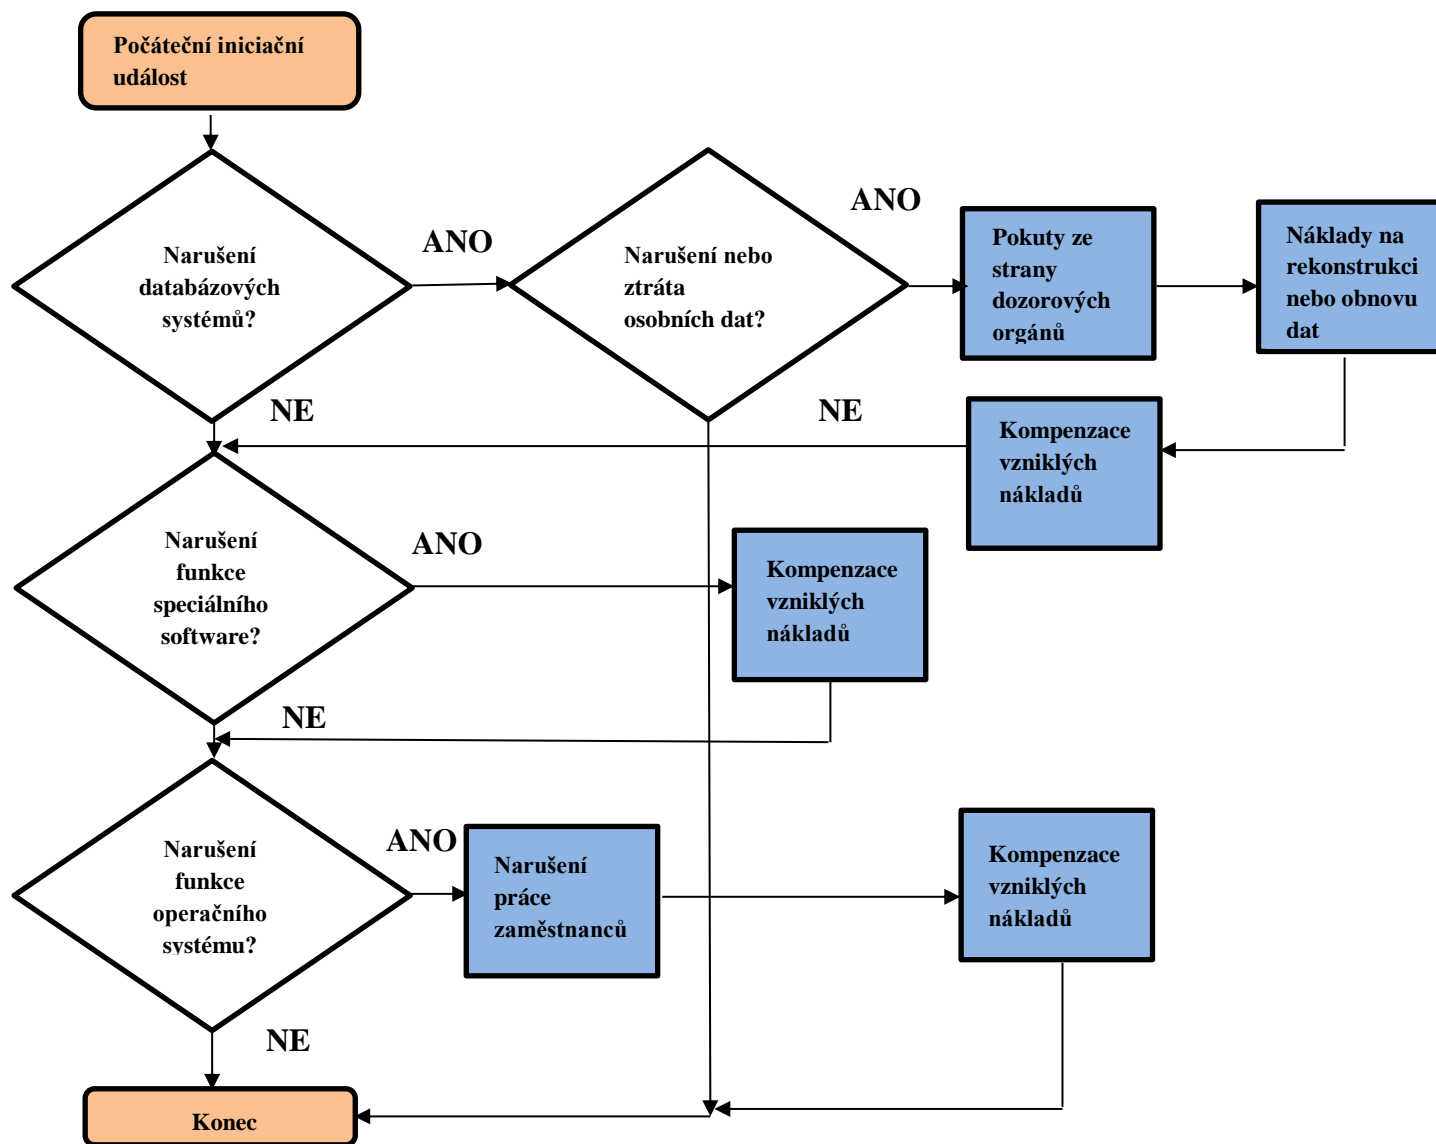 Počáteční iniciační
událost
Narušení
databázových
systémů?
ANO
Narušení nebo
ztráta
osobních dat?
ANO
Pokuty ze
strany
dozorových
orgánů
Náklady na
rekonstrukci
nebo obnovu
dat
NE
NE
Kompenzace
vzniklých
nákladů
Narušení
funkce
speciálního
software?
ANO
Kompenzace
vzniklých
nákladů
NE
Narušení
funkce
operačního
systému?
ANO
Narušení
práce
zaměstnanců
Kompenzace
vzniklých
nákladů
NE
Konec